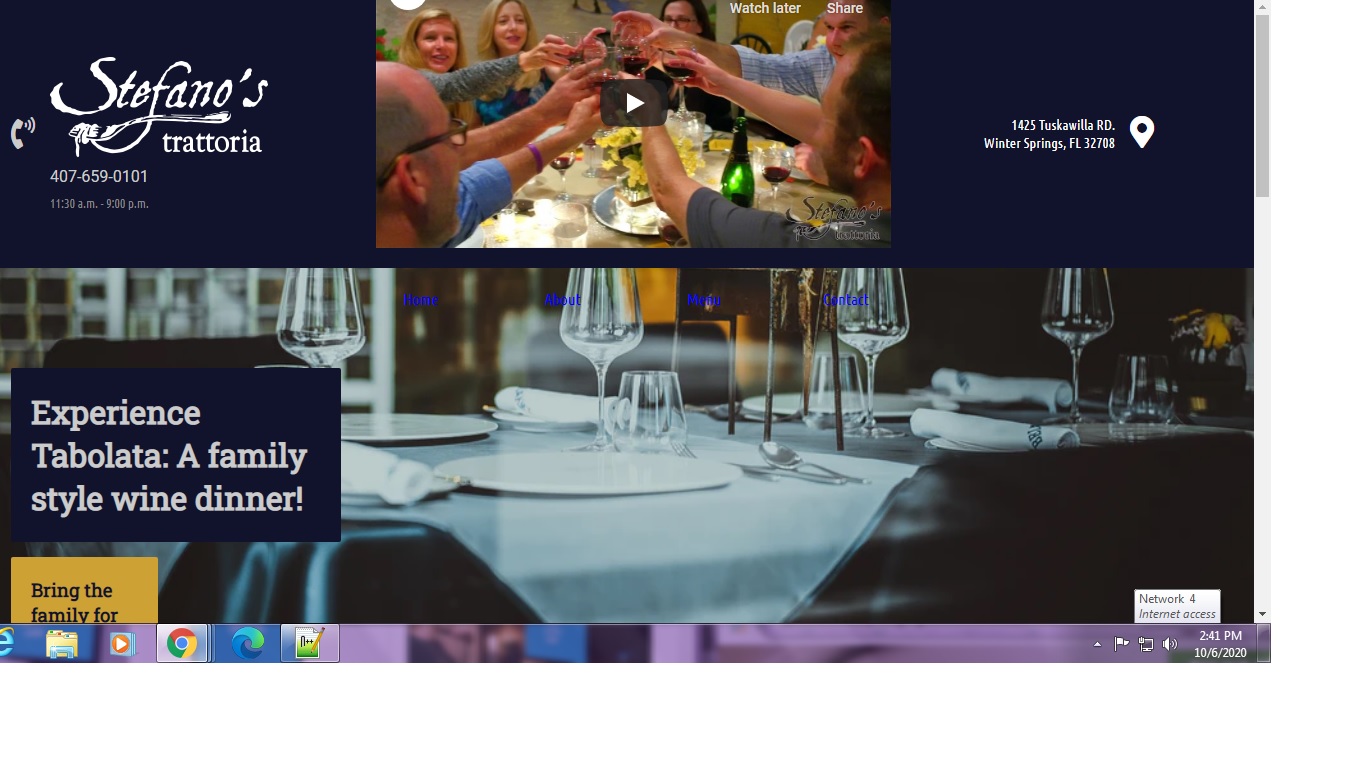 Watch later Share
Stefano's
trattoria
407-659-0101
11:30 a.m. - 9:00 p.m.
Stefano's
trattoria
1425 Tuskawilla RD.
Winter Springs, FL 32708
Home About Menu Contact
Experience
Tabolata: A family
style wine dinner!
Bring the
family for
Network 4
Internet access
2:41 PM
10/6/2020